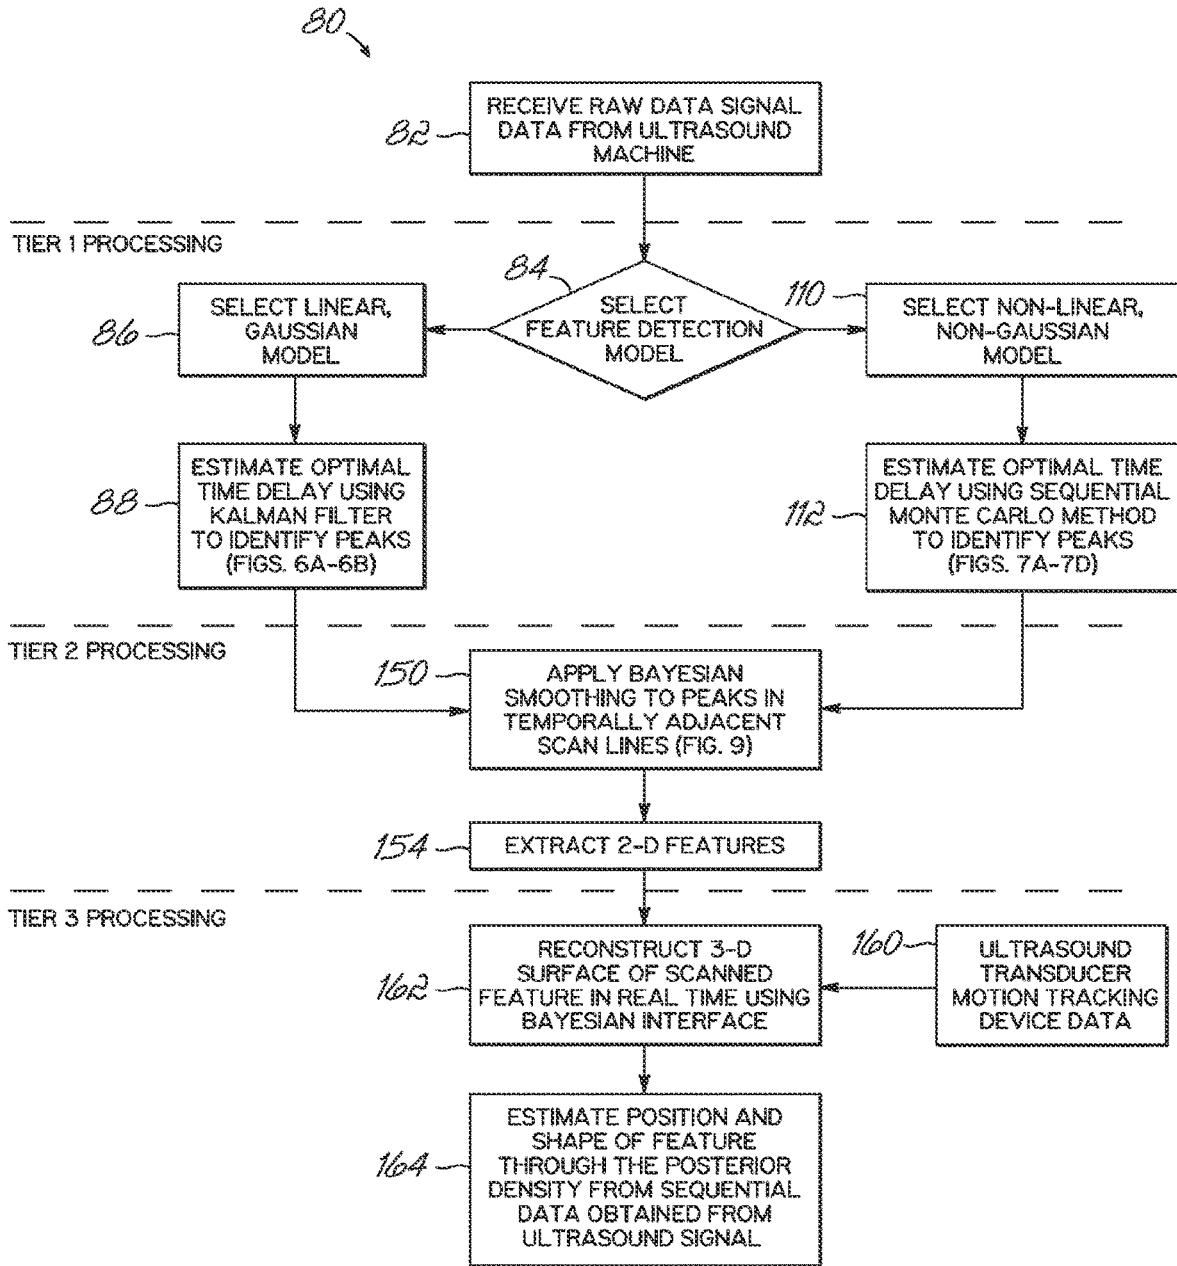 80
RECEIVE RAW DATA SIGNAL
DATA FROM ULTRASOUND
MACHINE
82
TIER 1 PROCESSING
84
SELECT
FEATURE DETECTION
MODEL
86
SELECT LINEAR,
GAUSSIAN
MODEL
110
SELECT NON-LINEAR,
NON-GAUSSIAN
MODEL
88
ESTIMATE OPTIMAL
TIME DELAY USING
KALMAN FILTER
TO IDENTIFY PEAKS
(FIGS. 6A-6B)
112
ESTIMATE OPTIMAL TIME
DELAY USING SEQUENTIAL
MONTE CARLO METHOD
TO IDENTIFY PEAKS
(FIGS. 7A-7D)
TIER 2 PROCESSING
150
APPLY BAYESIAN
SMOOTHING TO PEAKS IN
TEMPORALLY ADJACENT
SCAN LINES (FIG. 9)
154
EXTRACT 2-D FEATURES
TIER 3 PROCESSING
162
RECONSTRUCT 3-D
SURFACE OF SCANNED
FEATURE IN REAL TIME USING
BAYESIAN INTERFACE
160
ULTRASOUND
TRANSDUCER
MOTION TRACKING
DEVICE DATA
164
ESTIMATE POSITION AND
SHAPE OF FEATURE
THROUGH THE POSTERIOR
DENSITY FROM SEQUENTIAL
DATA OBTAINED FROM
ULTRASOUND SIGNAL